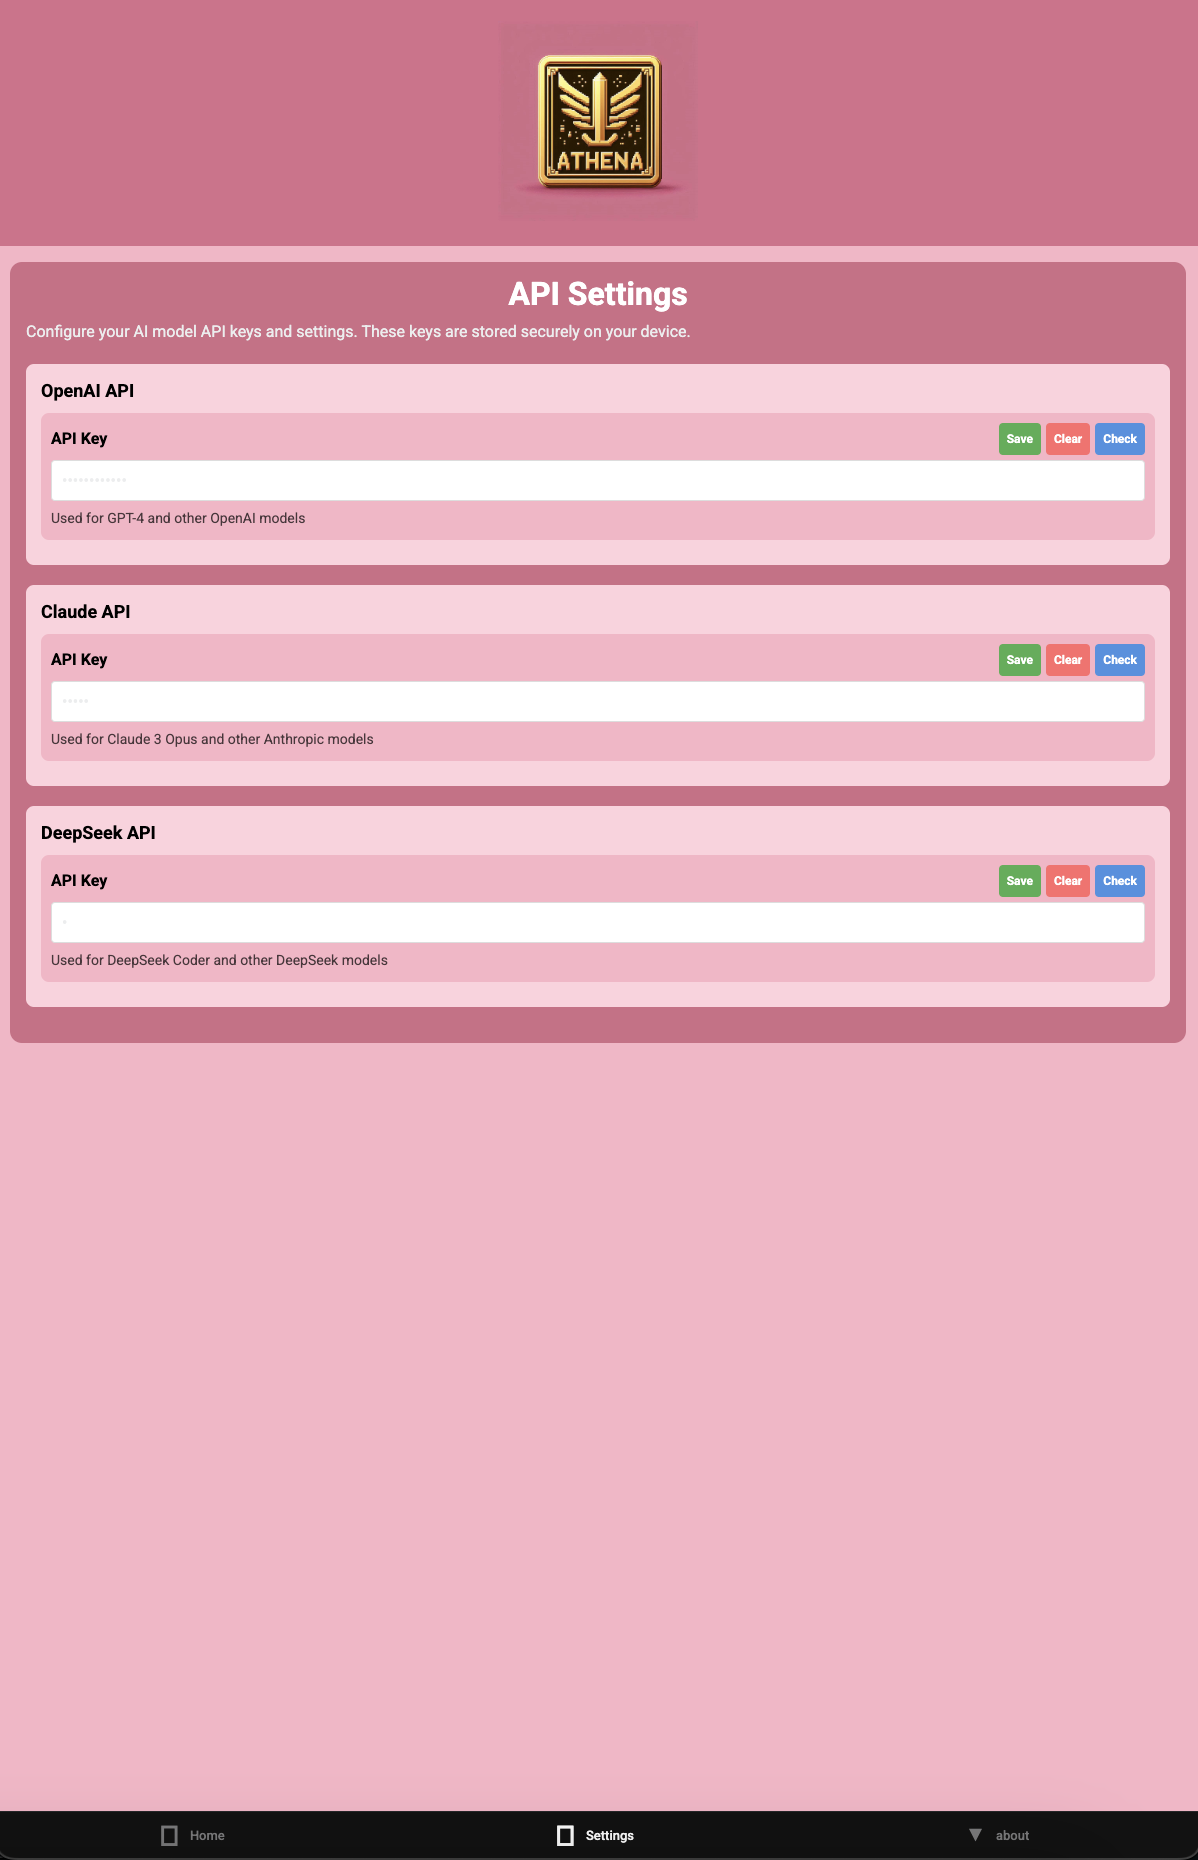 ATHENA
API Settings
Configure your AI model API keys and settings. These keys are stored securely on your device.
OpenAI API
API Key
Save
Clear
Check
••••••••••••
Used for GPT-4 and other OpenAI models
Claude API
API Key
Save
Clear
Check
•••••
Used for Claude 3 Opus and other Anthropic models
DeepSeek API
API Key
Save
Clear
Check
•
Used for DeepSeek Coder and other DeepSeek models
Home
Settings
about